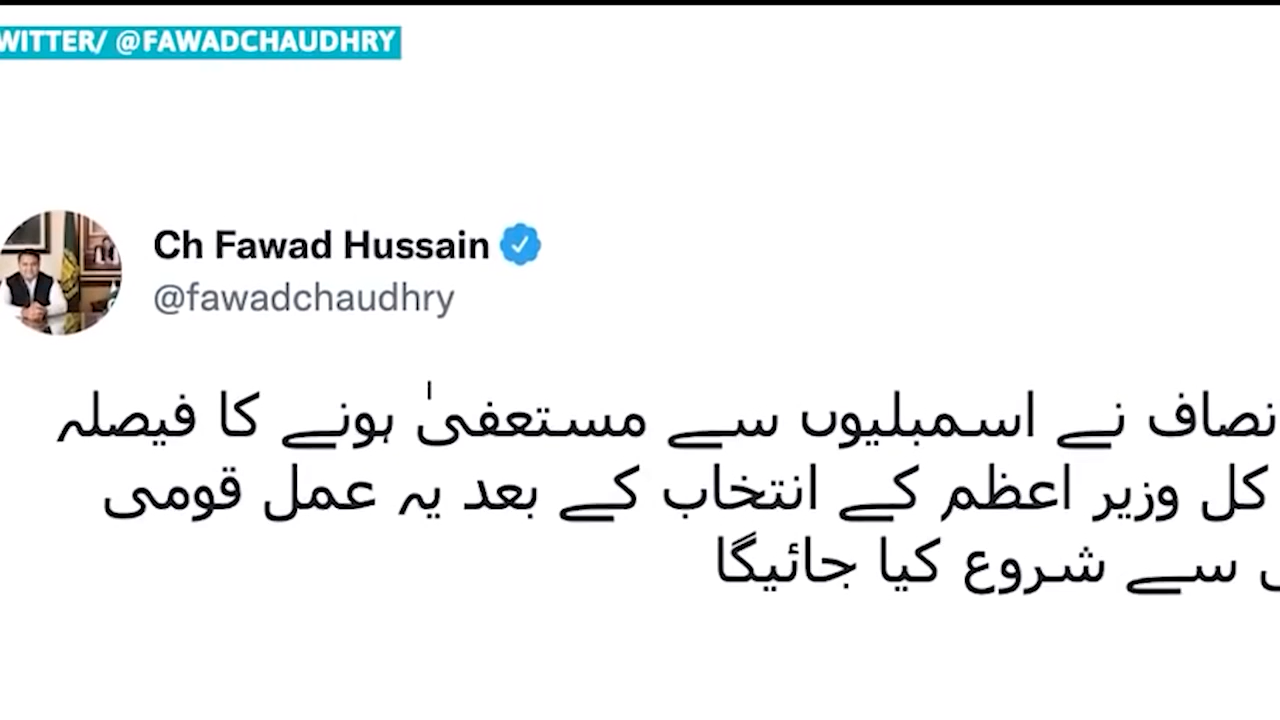 WITTER/ @FAWADCHAUDHRY
Ch Fawad Hussain
@fawadchaudhry
نصاف نے اسمبلیوں سے مستعفیٰ ہونے کا فیصلہ
کل وزیر اعظم کے انتخاب کے بعد یہ عمل قومی
سے شروع کیا جائیگا